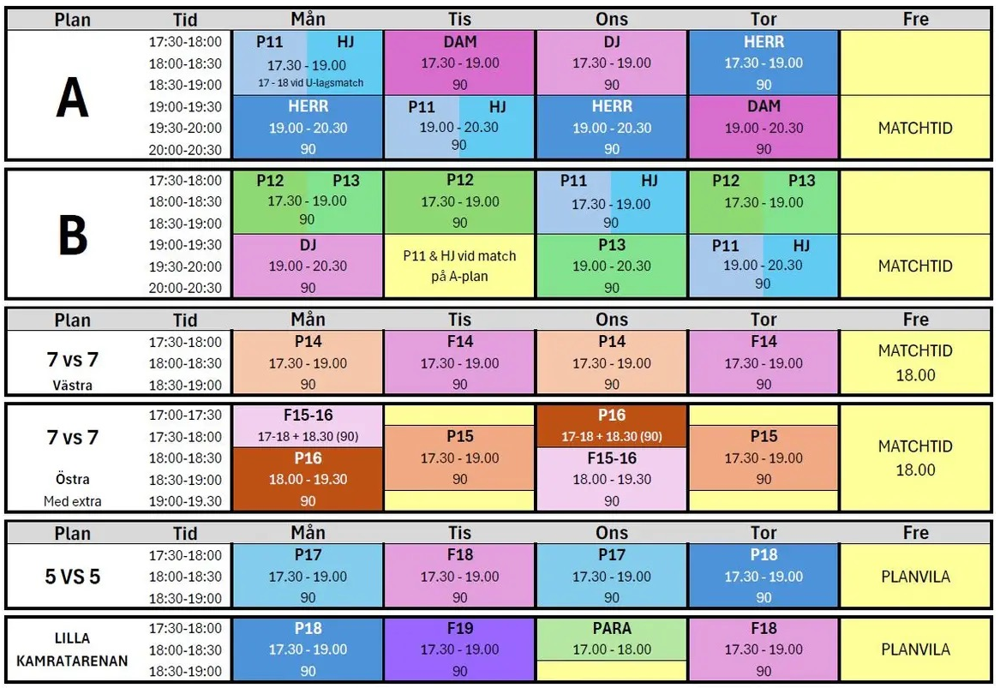 Plan Tid Mån Tis Ons Tor Fre
17:30-18:00 P11 HJ DAM DJ HERR
18:00-18:30 17.30 - 19.00 17.30 - 19.00 17.30 - 19.00 17.30 - 19.00
18:30-19:00 17 - 18 vid U-lagsmatch 90 90 90
A
19:00-19:30 HERR P11 HJ HERR DAM
19:30-20:00 19.00 - 20.30 19.00 - 20.30 19.00 - 20.30 19.00 - 20.30 MATCHTID
20:00-20:30 90 90 90 90
17:30-18:00 P12 P13 P12 P11 HJ P12 P13
18:00-18:30 17.30 - 19.00 17.30 - 19.00 17.30 - 19.00 17.30 - 19.00
18:30-19:00 90 90 90
B
19:00-19:30 DJ P11 & HJ vid match P13 P11 HJ
19:30-20:00 19.00 - 20.30 på A-plan 19.00 - 20.30 19.00 - 20.30 MATCHTID
20:00-20:30 90 90 90
Plan Tid Mån Tis Ons Tor Fre
17:30-18:00 P14 F14 P14 F14 MATCHTID
7 vs 7 18:00-18:30 17.30 - 19.00 17.30 - 19.00 17.30 - 19.00 17.30 - 19.00 18.00
Västra 18:30-19:00 90 90 90 90
17:00-17:30 F15-16 P16
7 vs 7 17:30-18:00 17-18 + 18.30 (90) P15 17-18 + 18.30 (90) P15 MATCHTID
18:00-18:30 P16 17.30 - 19.00 F15-16 17.30 - 19.00 18.00
Östra 18:30-19:00 18.00 - 19.30 90 18.00 - 19.30 90
Med extra 19:00-19.30 90 90
Plan Tid Mån Tis Ons Tor Fre
17:30-18:00 P17 F18 P17 P18
5 VS 5 18:00-18:30 17.30 - 19.00 17.30 - 19.00 17.30 - 19.00 17.30 - 19.00 PLANVILA
18:30-19:00 90 90 90 90
17:30-18:00 P18 F19 PARA F18
LILLA 18:00-18:30 17.30 - 19.00 17.30 - 19.00 17.00 - 18.00 17.30 - 19.00 PLANVILA
KAMRATARENAN 18:30-19:00 90 90 90